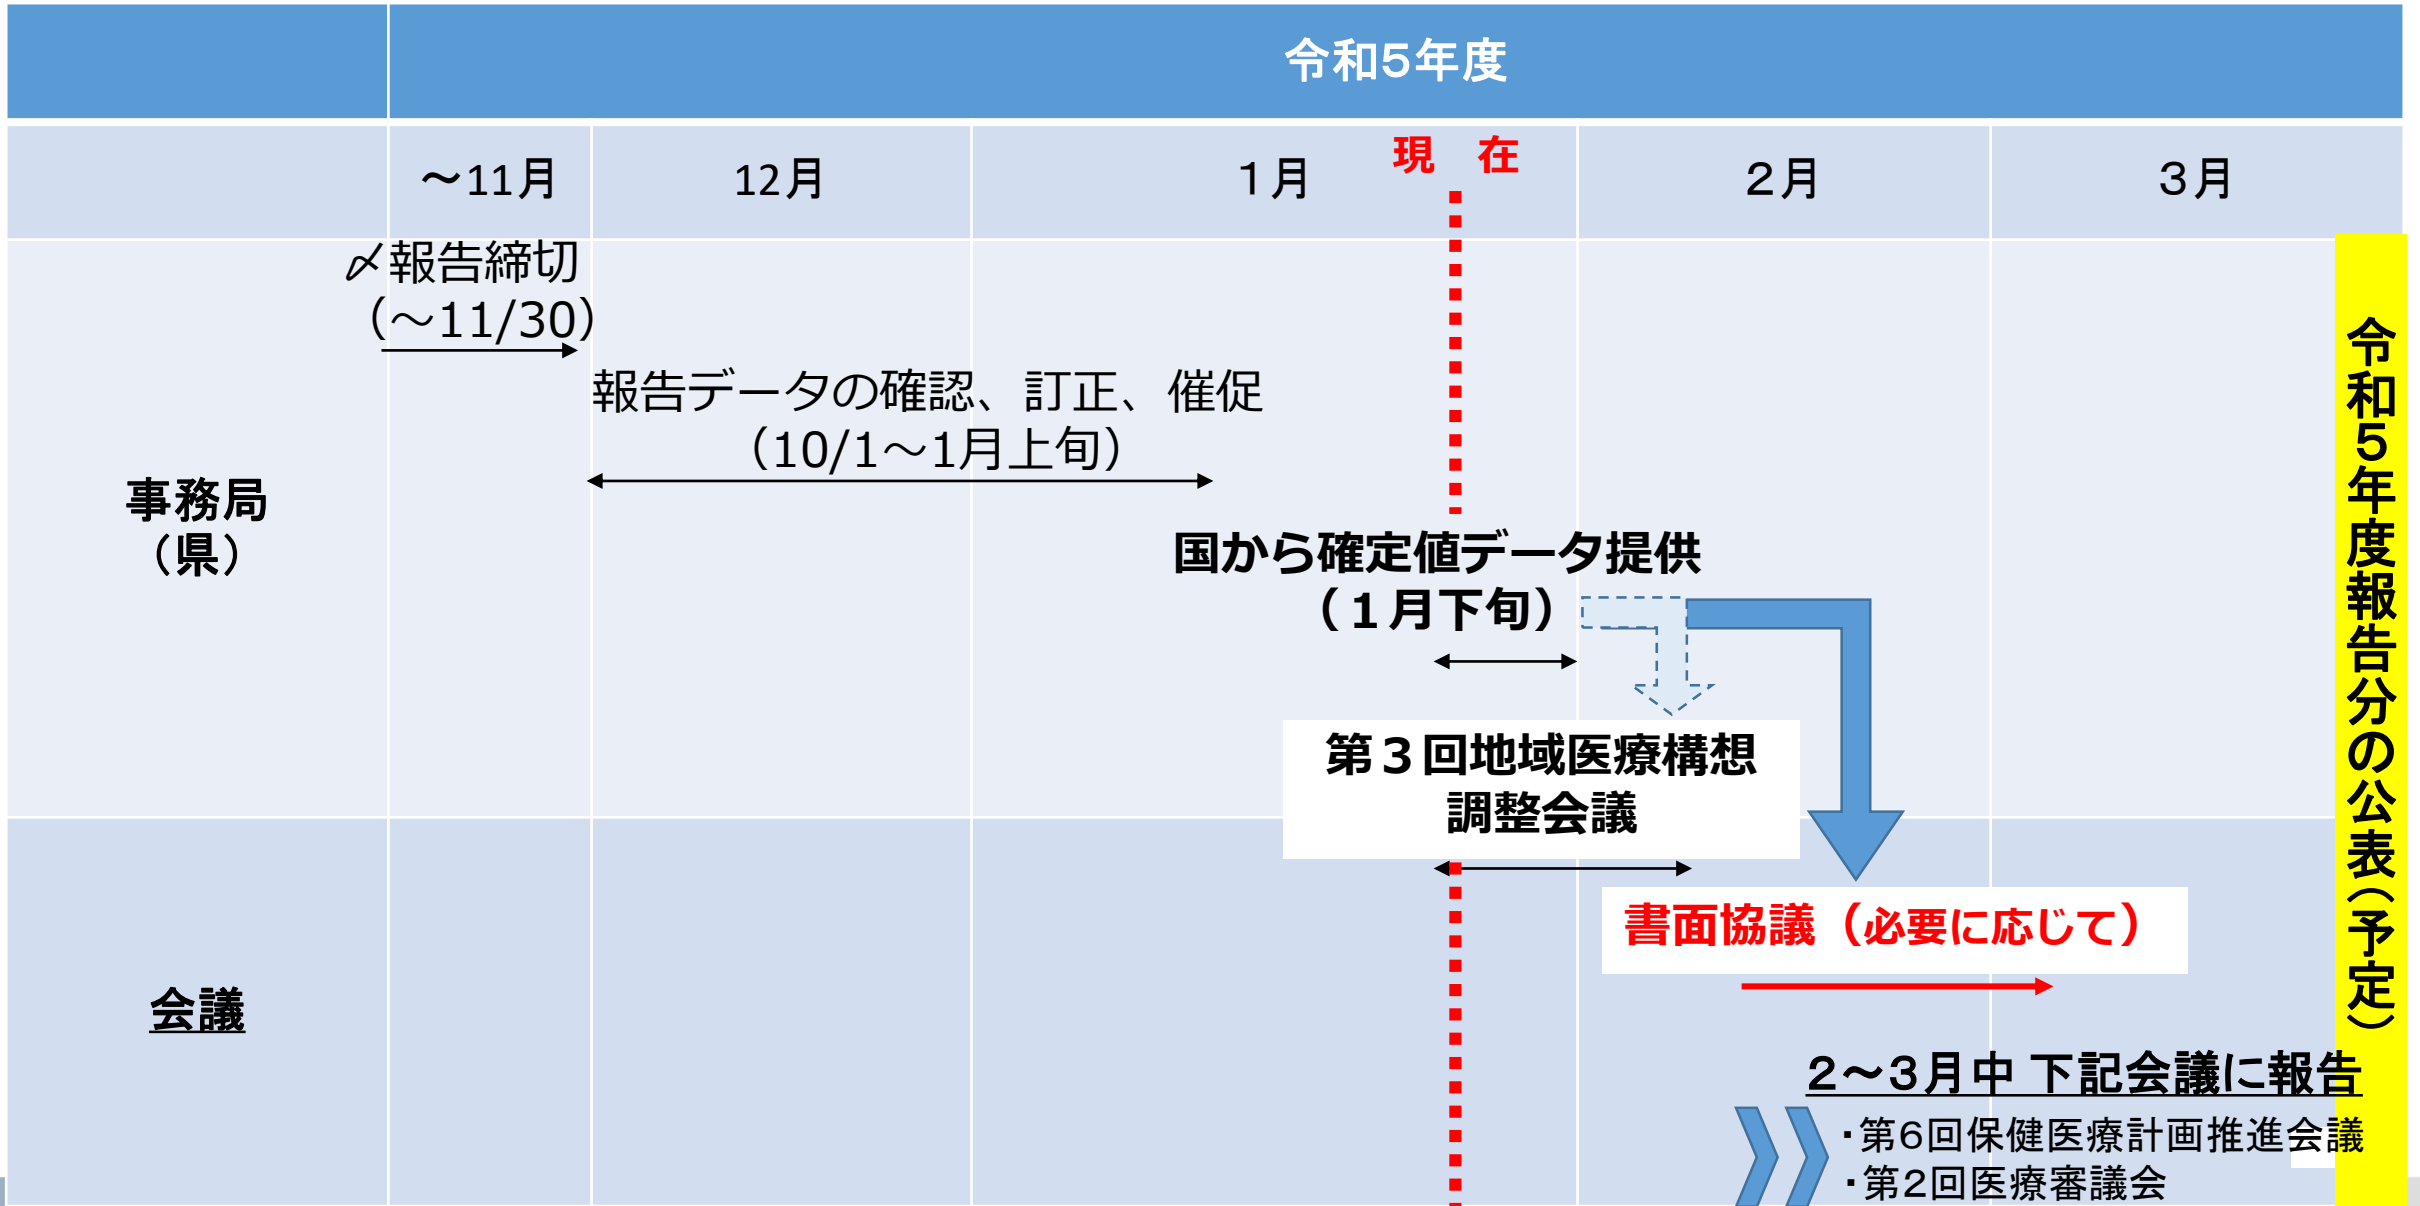 令和５年度
～11月
12月
１月
現　在
２月
３月
〆報告締切
（～11/30）
報告データの確認、訂正、催促
（10/1～1月上旬）
事務局
（県）
国から確定値データ提供
（１月下旬）
第３回地域医療構想
調整会議
書面協議（必要に応じて）
会議
２～３月中 下記会議に報告
・第６回保健医療計画推進会議
・第２回医療審議会
令和５年度報告分の公表（予定）